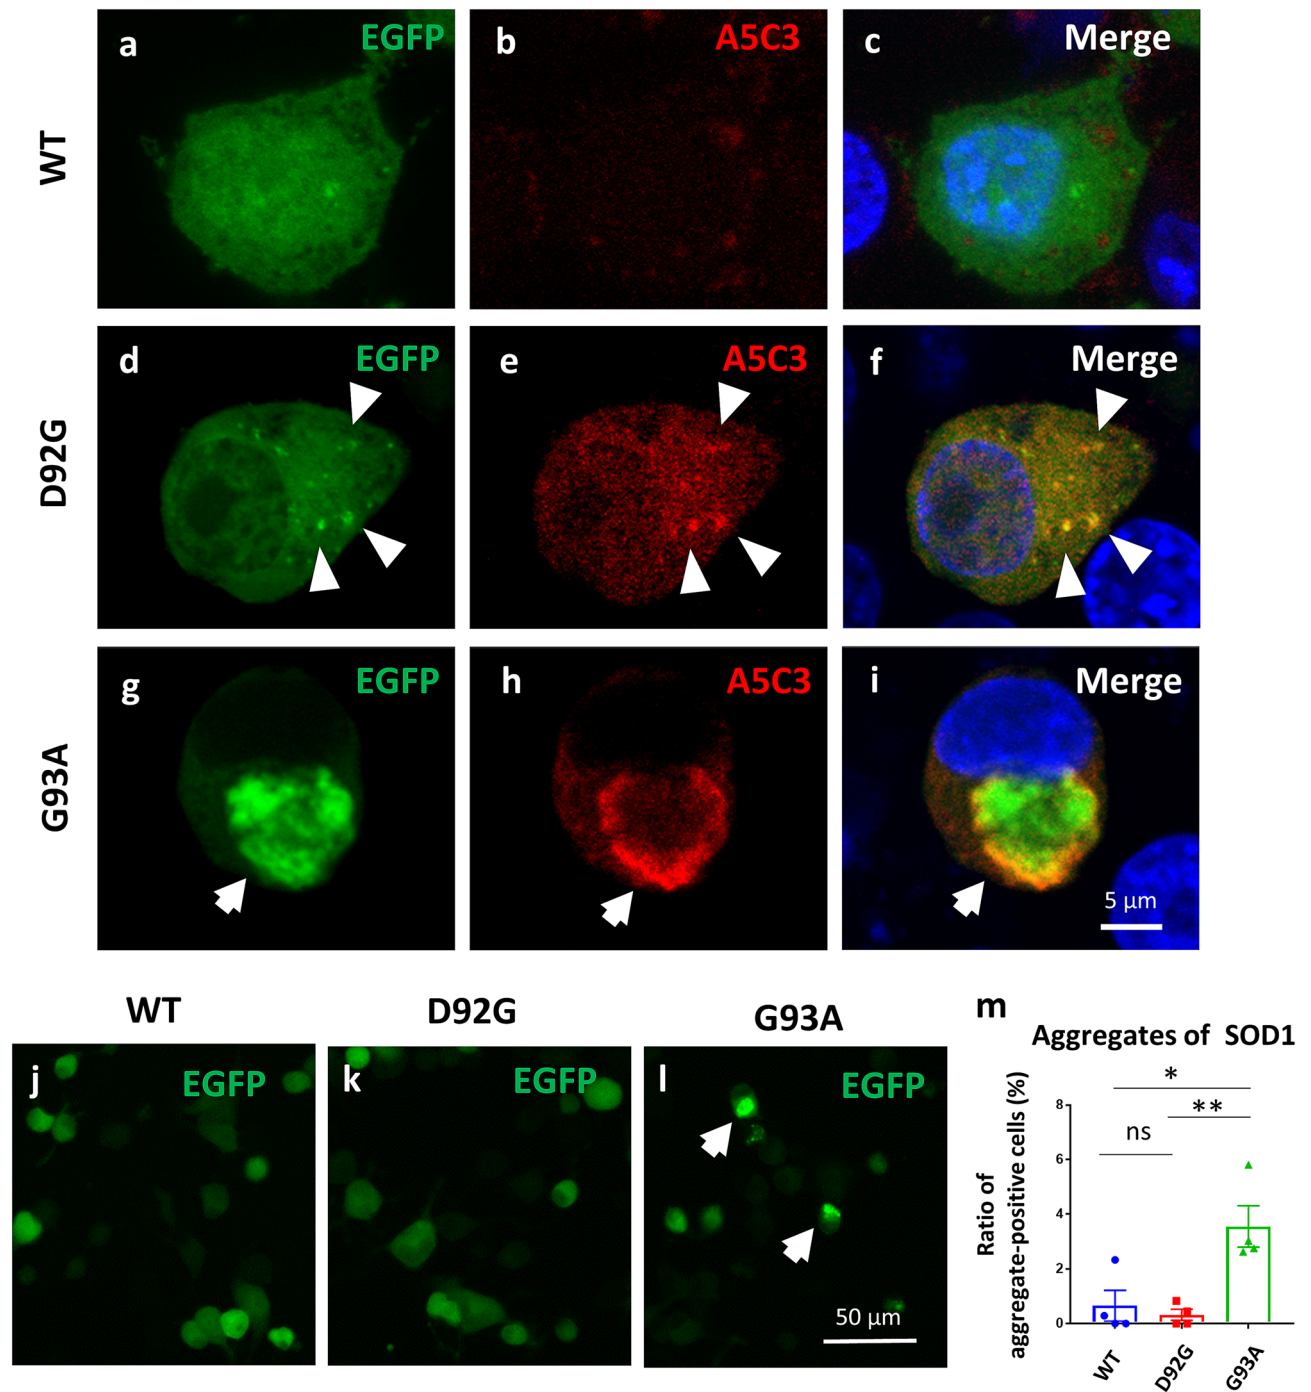 a
EGFP
b
A5C3
c
Merge
WT
d
EGFP
e
A5C3
f
Merge
D92G
g
EGFP
h
A5C3
i
Merge
G93A
5 µm
WT
D92G
G93A
j
EGFP
k
EGFP
l
EGFP
50 µm
m
Aggregates of SOD1
*
**
ns
Ratio of
aggregate-positive cells (%)
8
6
4
2
0
WT
D92G
G93A